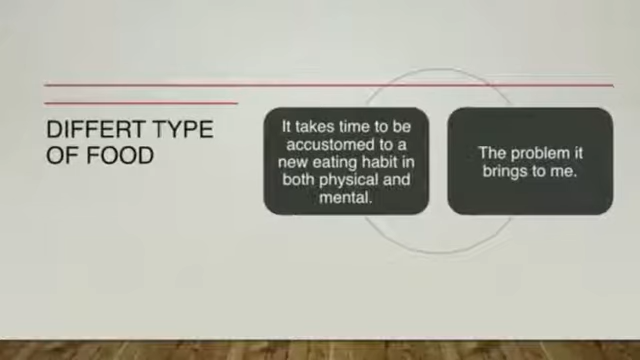 DIFFERT TYPE
OF FOOD
It takes time to be
accustomed to a
new eating habit in
both physical and
mental.
The problem it
brings to me.